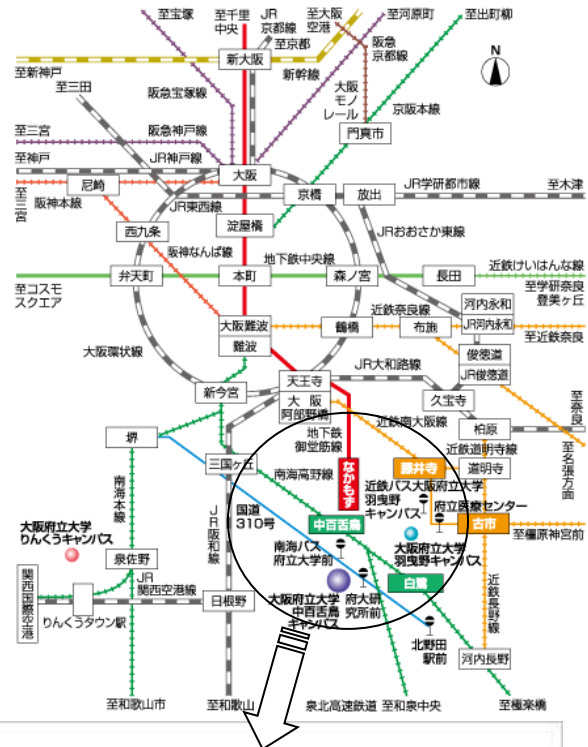 至宝塚
至千里
中央
JR
京都線
至京都
至大阪
空港
至河原町
至出町柳
阪急
京都線
新大阪
至新神戸
新幹線
至三田
阪急宝塚線
大阪
モノ
レール
京阪本線
N
門真市
至三宮
阪急神戸線
至神戸
JR神戸線
大阪
尼崎
京橋
放出
JR学研都市線
至木津
至三宮
阪神本線
JR東西線
淀屋橋
西九条
阪神なんば線
JRおおさか東線
地下鉄中央線
弁天町
本町
森ノ宮
長田
近鉄けいはんな線
至コスモ
スクエア
至学研奈良
登美ヶ丘
近鉄奈良線
河内永和
JR河内永和
大阪難波
鶴橋
布施
至近鉄奈良
難波
俊徳道
JR俊徳道
大阪環状線
JR大和路線
新今宮
天王寺
大阪
阿部野橋
久宝寺
至奈良
近鉄南大阪線
柏原
堺
地下鉄
御堂筋線
近鉄道明寺線
至名張方面
三国ヶ丘
南海高野線
なかもず
藤井寺
道明寺
近鉄バス大阪府立大学
羽曳野
キャンパス
府立医療センター
南海本線
国道
310号
JR阪和線
中百舌鳥
古市
至橿原神宮前
大阪府立大学
りんくうキャンパス
南海バス
府立大学前
大阪府立大学
羽曳野キャンパス
泉佐野
白鷺
近鉄長野線
JR
関西空港線
関西国際空港
日根野
大阪府立大学
中百舌鳥
キャンパス
府大研
究所前
りんくうタウン駅
北野田
駅前
河内長野
至和歌山市
至和歌山
泉北高速鉄道
至和泉中央
至極楽橋